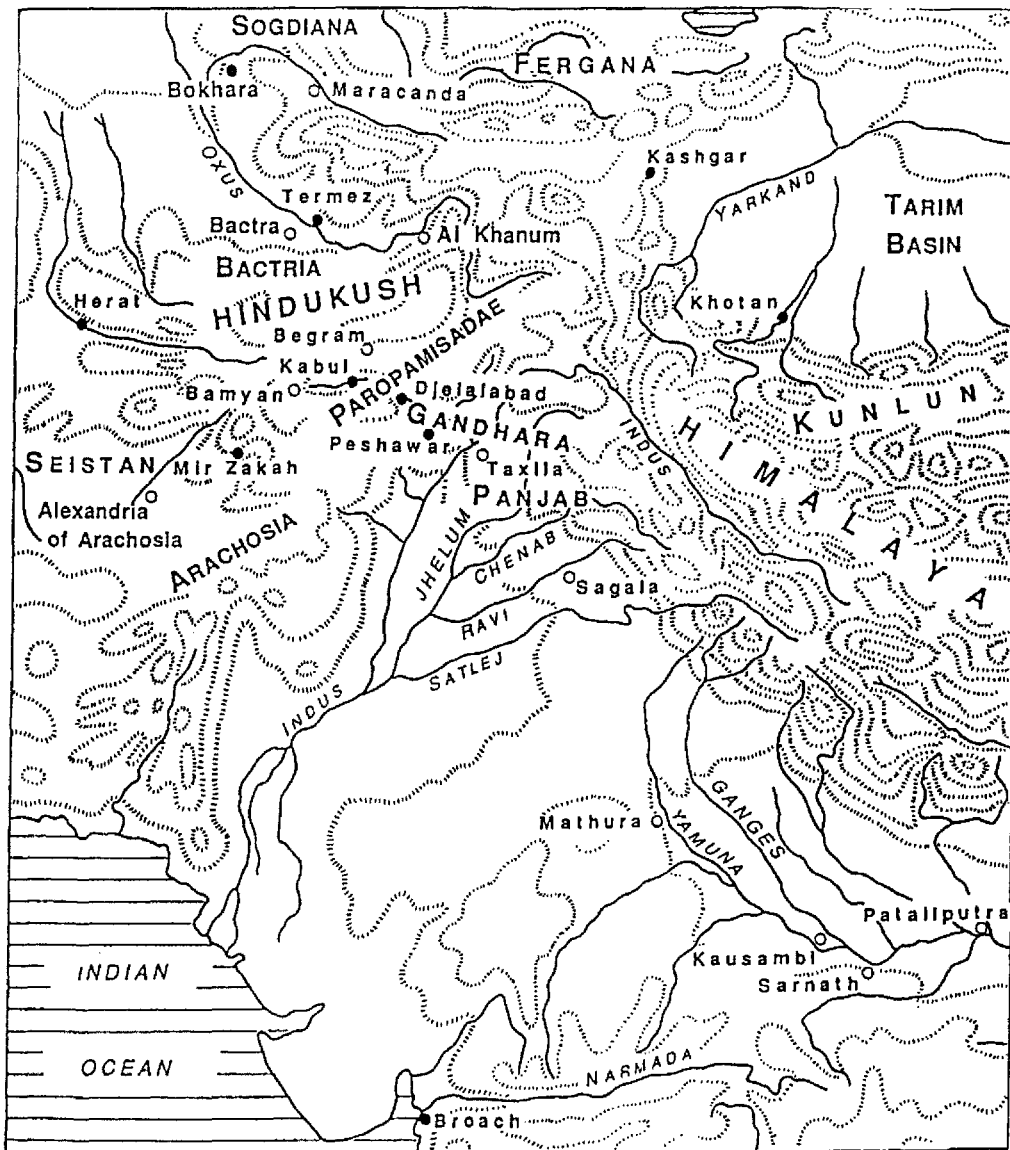 SOGDIANA
FERGANA
Bokhara
Maracanda
Kashgar
OXUS
YARKAND
Termez
TARIM
BASIN
Bactra
Ai Khanum
BACTRIA
HINDUKUSH
Herat
Khotan
Begram
PAROPAMISADAE
Kabul
Bamyan
Djelalabad
KUNLUN
GANDHARA
INDUS
HIMALAYA
Peshawar
SEISTAN
Mir Zakah
Taxila
PANJAB
Alexandria
of Arachosia
ARACHOSIA
JHELUM
CHENAB
Sagala
RAVI
SATLEJ
INDUS
Mathura
YAMUNA
GANGES
Pataliputra
Kausambi
Sarnath
INDIAN
OCEAN
NARMADA
Broach